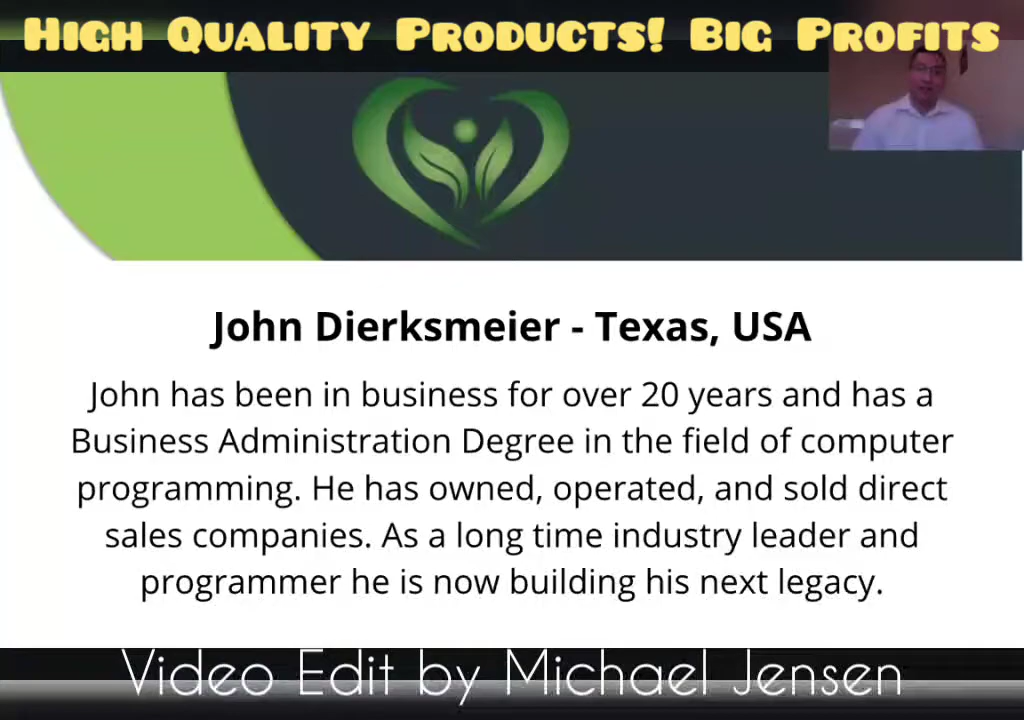 High Quality Products! Big Profits
John Dierksmeier - Texas, USA
John has been in business for over 20 years and has a
Business Administration Degree in the field of computer
programming. He has owned, operated, and sold direct
sales companies. As a long time industry leader and
programmer he is now building his next legacy.
Video Edit by Michael Jensen